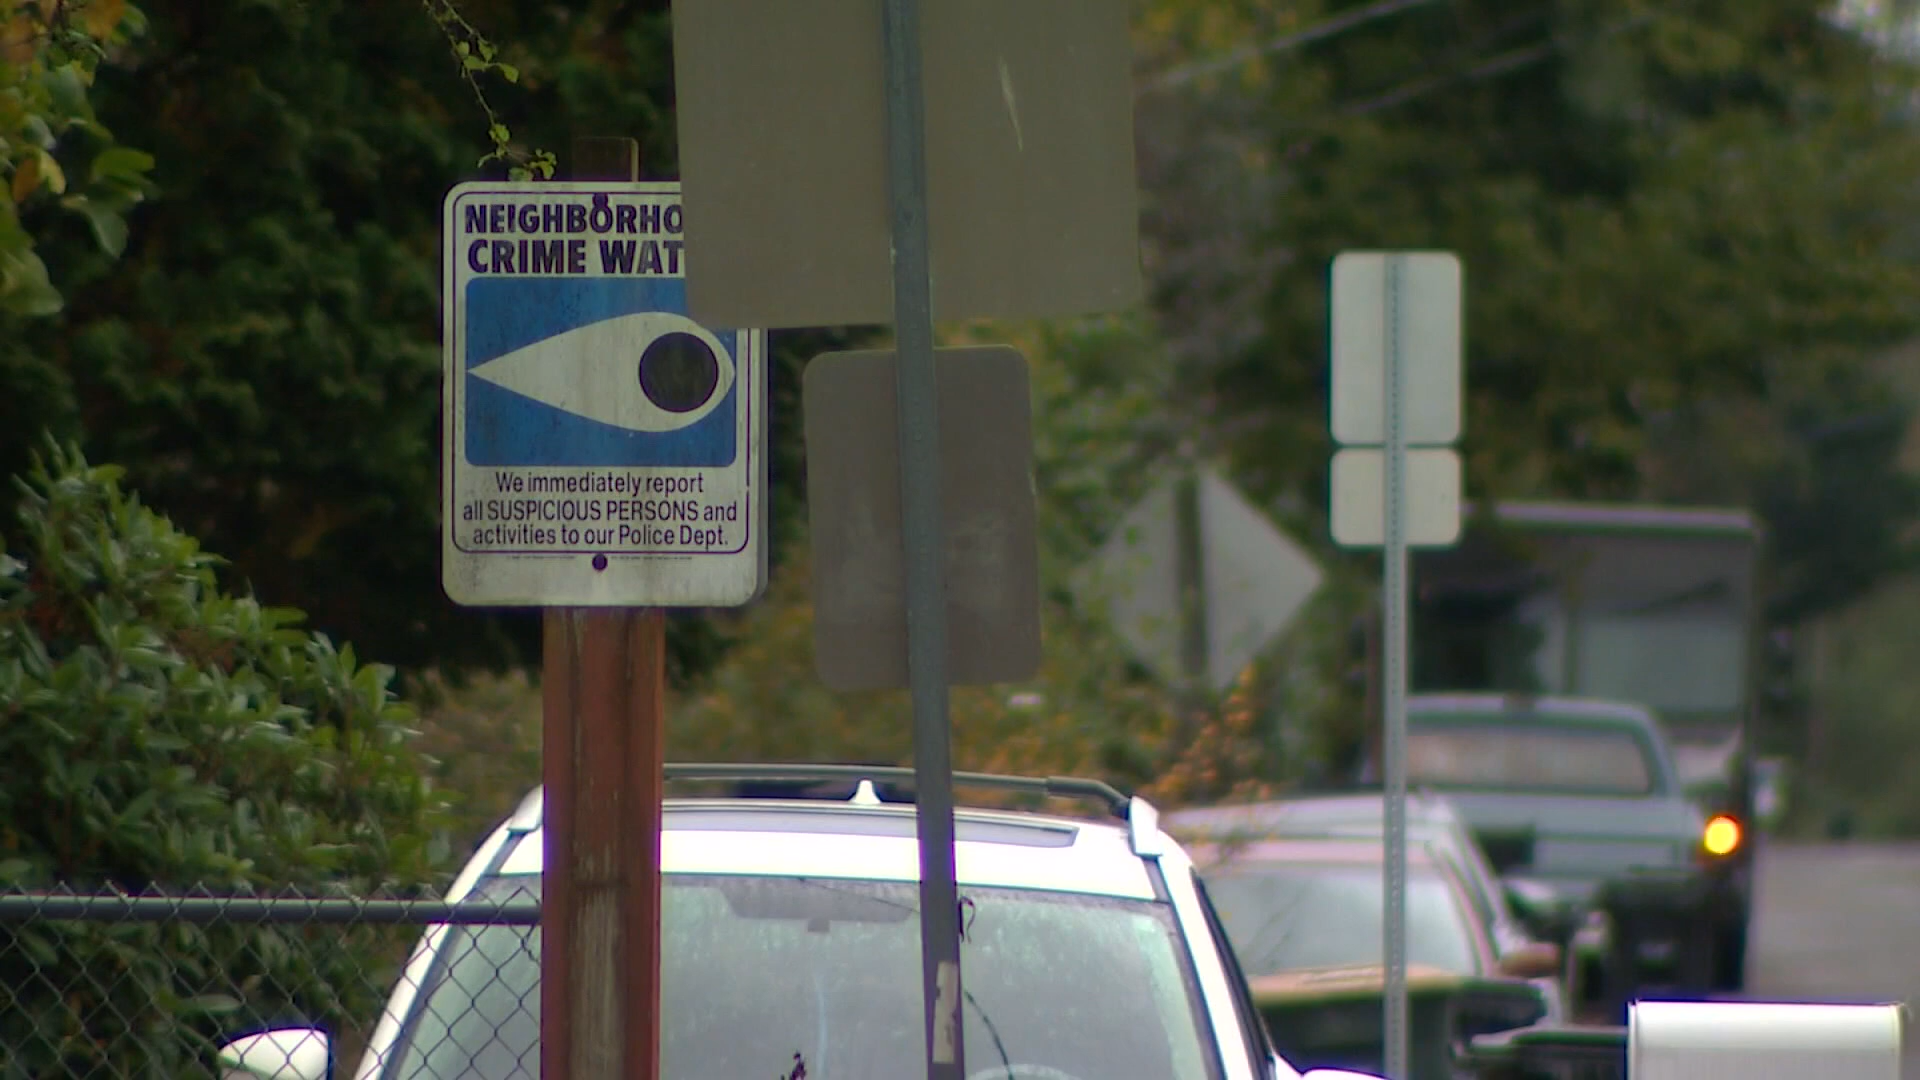 NEIGHBORHO
CRIME WAT
We immediately report
all SUSPICIOUS PERSONS and
activities to our Police Dept.